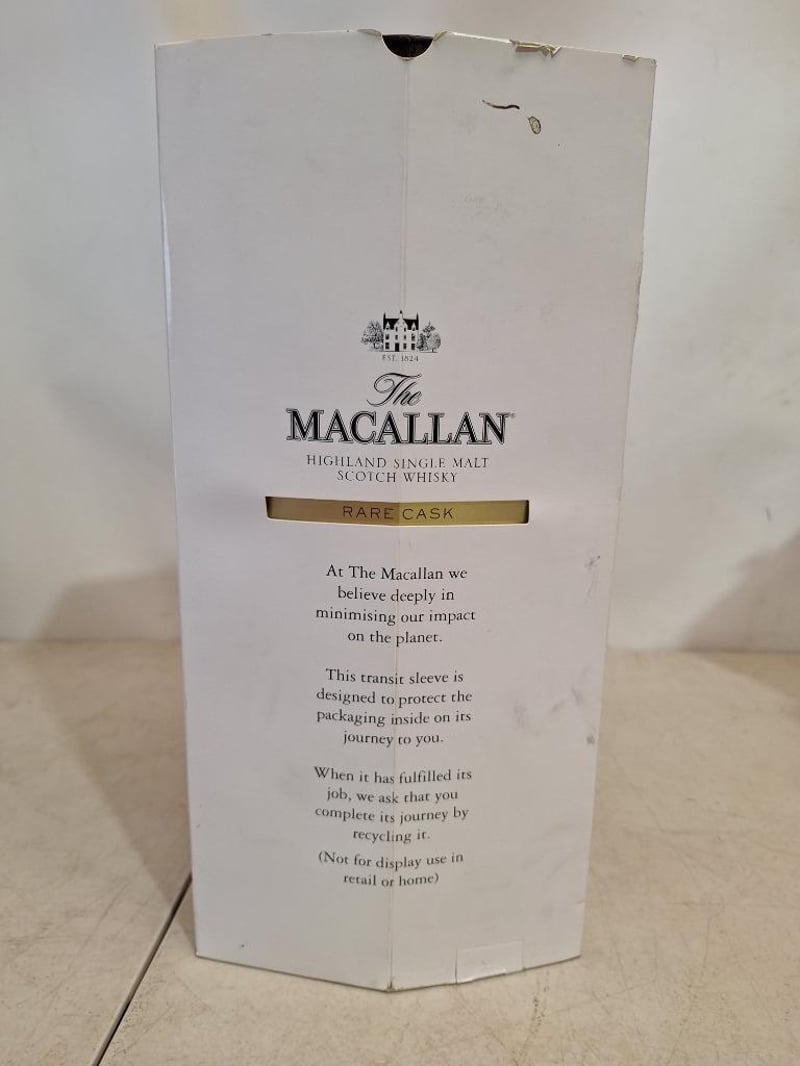 EST. 1824
The
MACALLAN
HIGHLAND SINGLE MALT
SCOTCH WHISKY
RARE CASK
At The Macallan we
believe deeply in
minimising our impact
on the planet.
This transit sleeve is
designed to protect the
packaging inside on its
journey to you.
When it has fulfilled its
job, we ask that you
complete its journey by
recycling it.
(Not for display use in
retail or home)